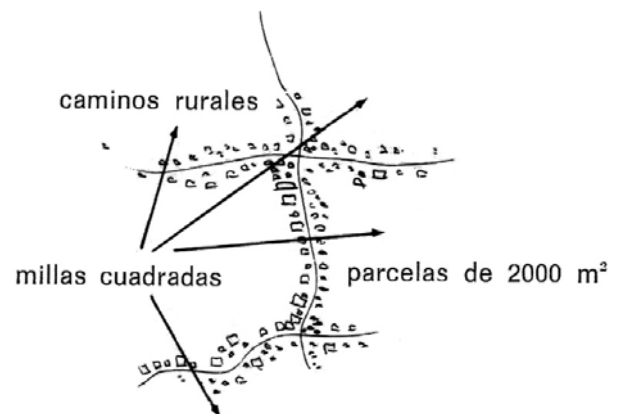 caminos rurales
millas cuadradas
parcelas de 2000 m²